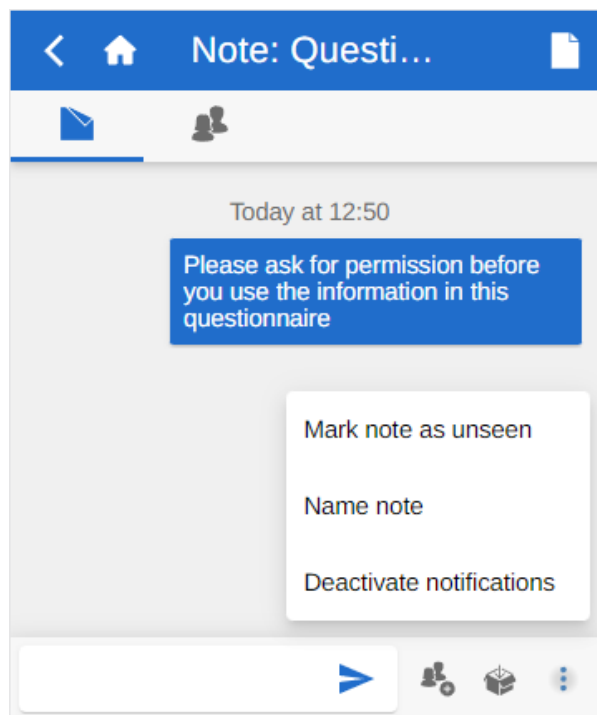 Note: Questi...
Today at 12:50
Please ask for permission before
you use the information in this
questionnaire
Mark note as unseen
Name note
Deactivate notifications